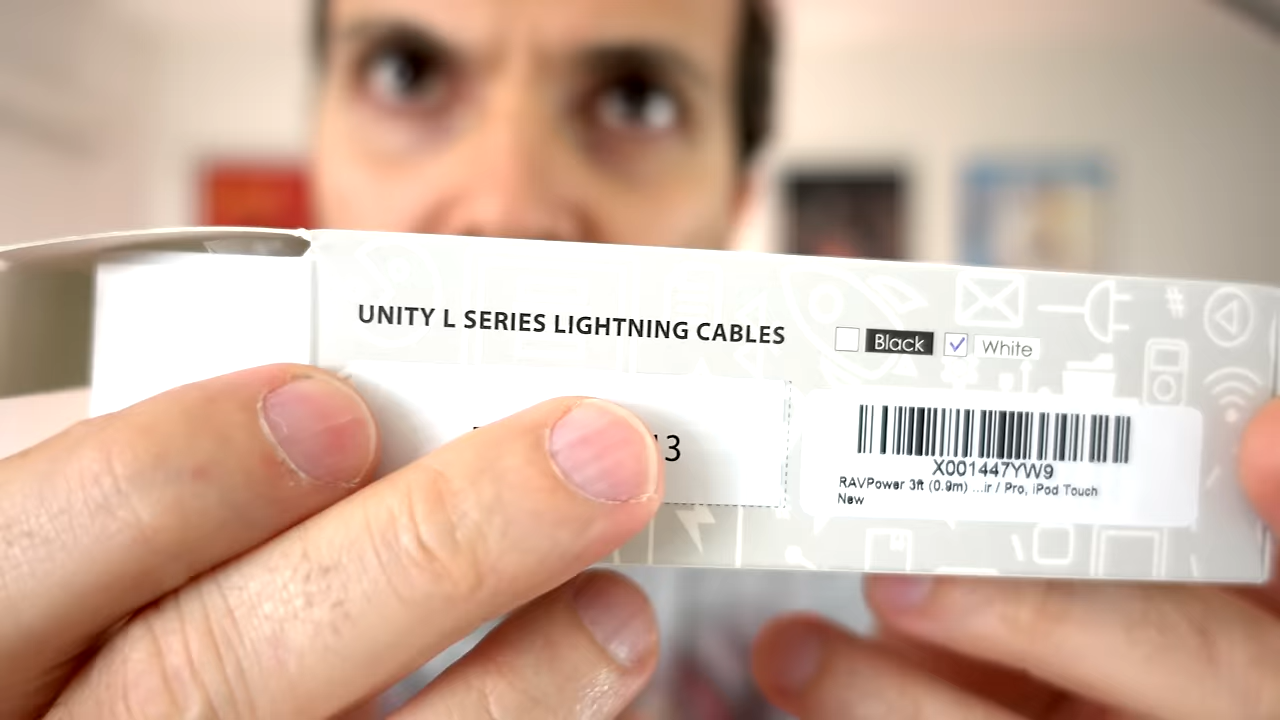 UNITY L SERIES LIGHTNING CABLES
Black
White
13
X001447YW9
RAVPower 3ft (0.9m) ...ir / Pro, iPod Touch
New